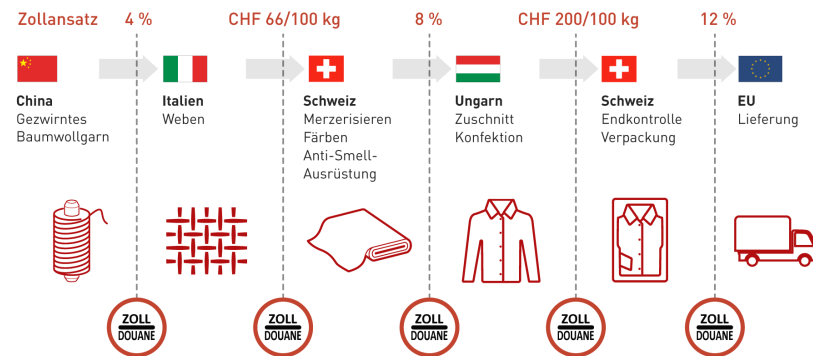 Zollansatz 4 % CHF 66/100 kg 8 % CHF 200/100 kg 12 %
China
Gezwirntes
Baumwollgarn
Italien
Weben
Schweiz
Merzerisieren
Färben
Anti-Smell-
Ausrüstung
Ungarn
Zuschnitt
Konfektion
Schweiz
Endkontrolle
Verpackung
EU
Lieferung
ZOLL
DOUANE
ZOLL
DOUANE
ZOLL
DOUANE
ZOLL
DOUANE
ZOLL
DOUANE